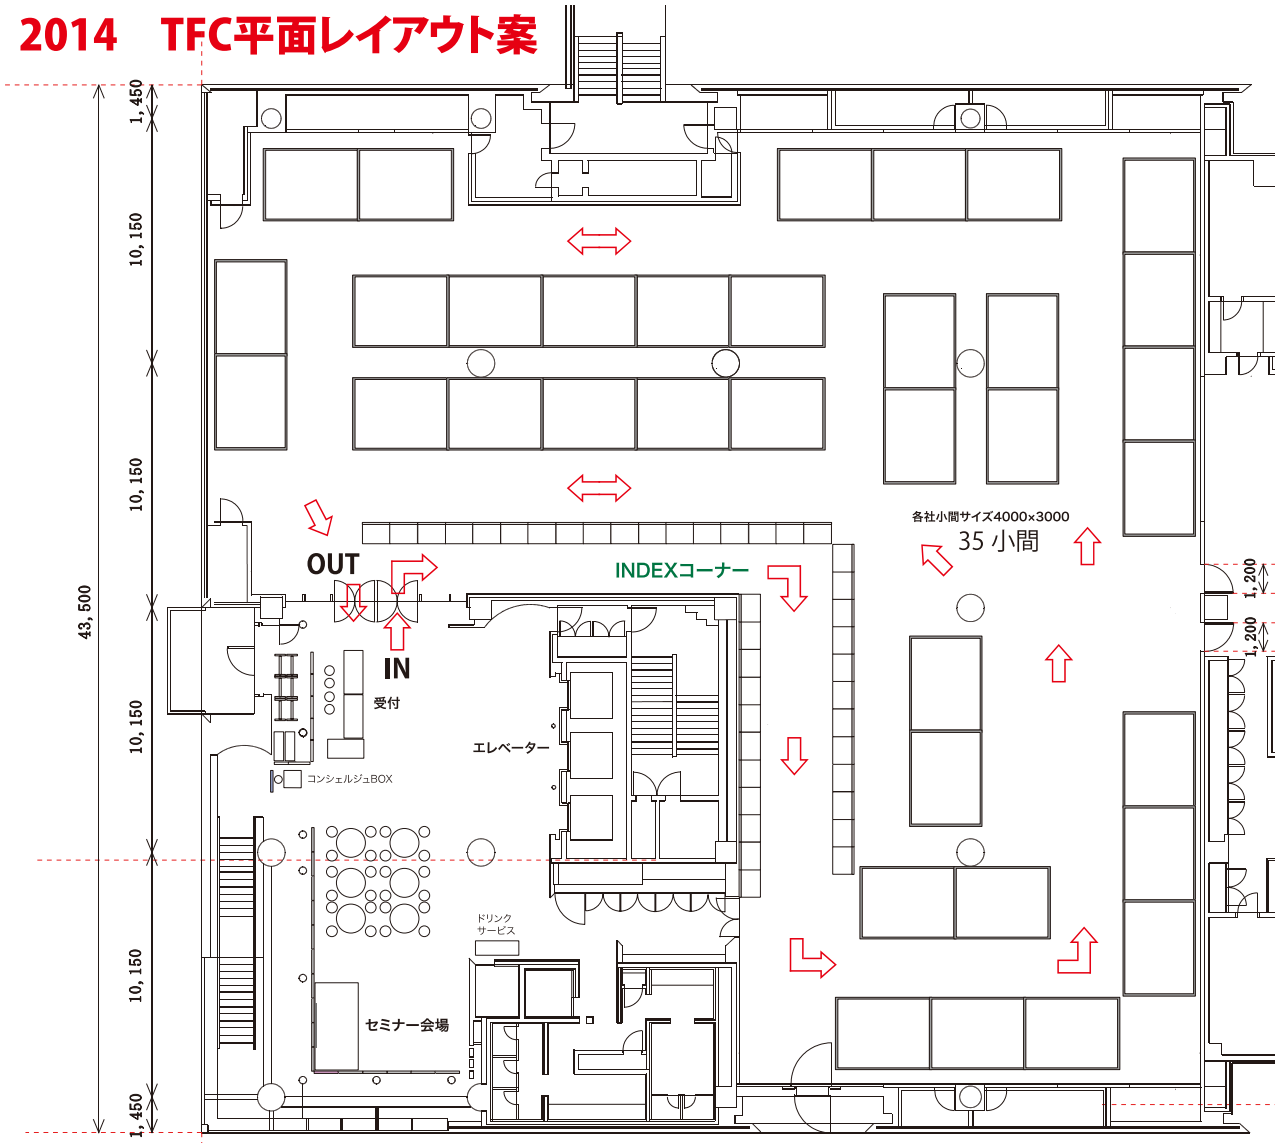 2014　TFC平面レイアウト案
1,450
10,150
10,150
43,500
10,150
10,150
1,450
各社小間サイズ4000×3000
35 小間
OUT
INDEXコーナー
1,200
1,200
IN
受付
エレベーター
コンシェルジュBOX
ドリンク
サービス
セミナー会場